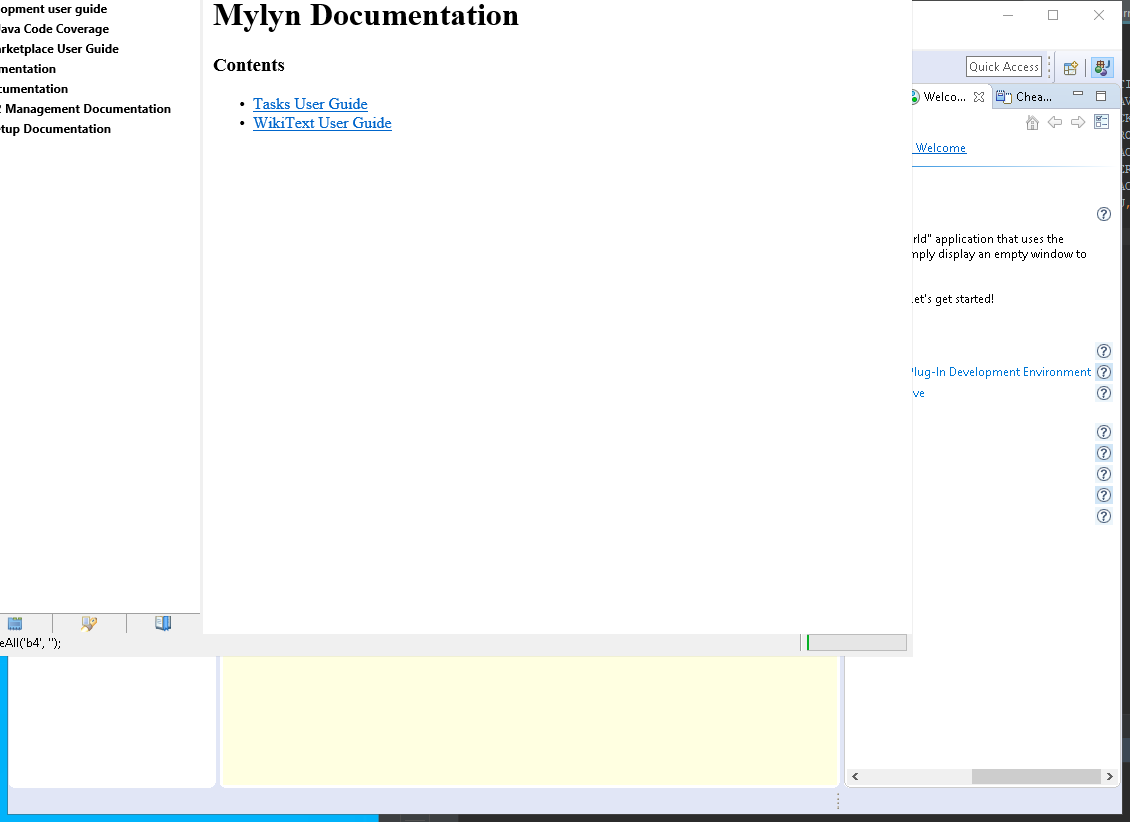 opment user guide
Java Code Coverage
arketplace User Guide
mentation
cumentation
Management Documentation
tup Documentation
Mylyn Documentation
Contents
• Tasks User Guide
• WikiText User Guide
eAll('b4', '');
Quick Access
Welco...
Chea...
Welcome
rld" application that uses the
mply display an empty window to
Let's get started!
Plug-In Development Environment
ve